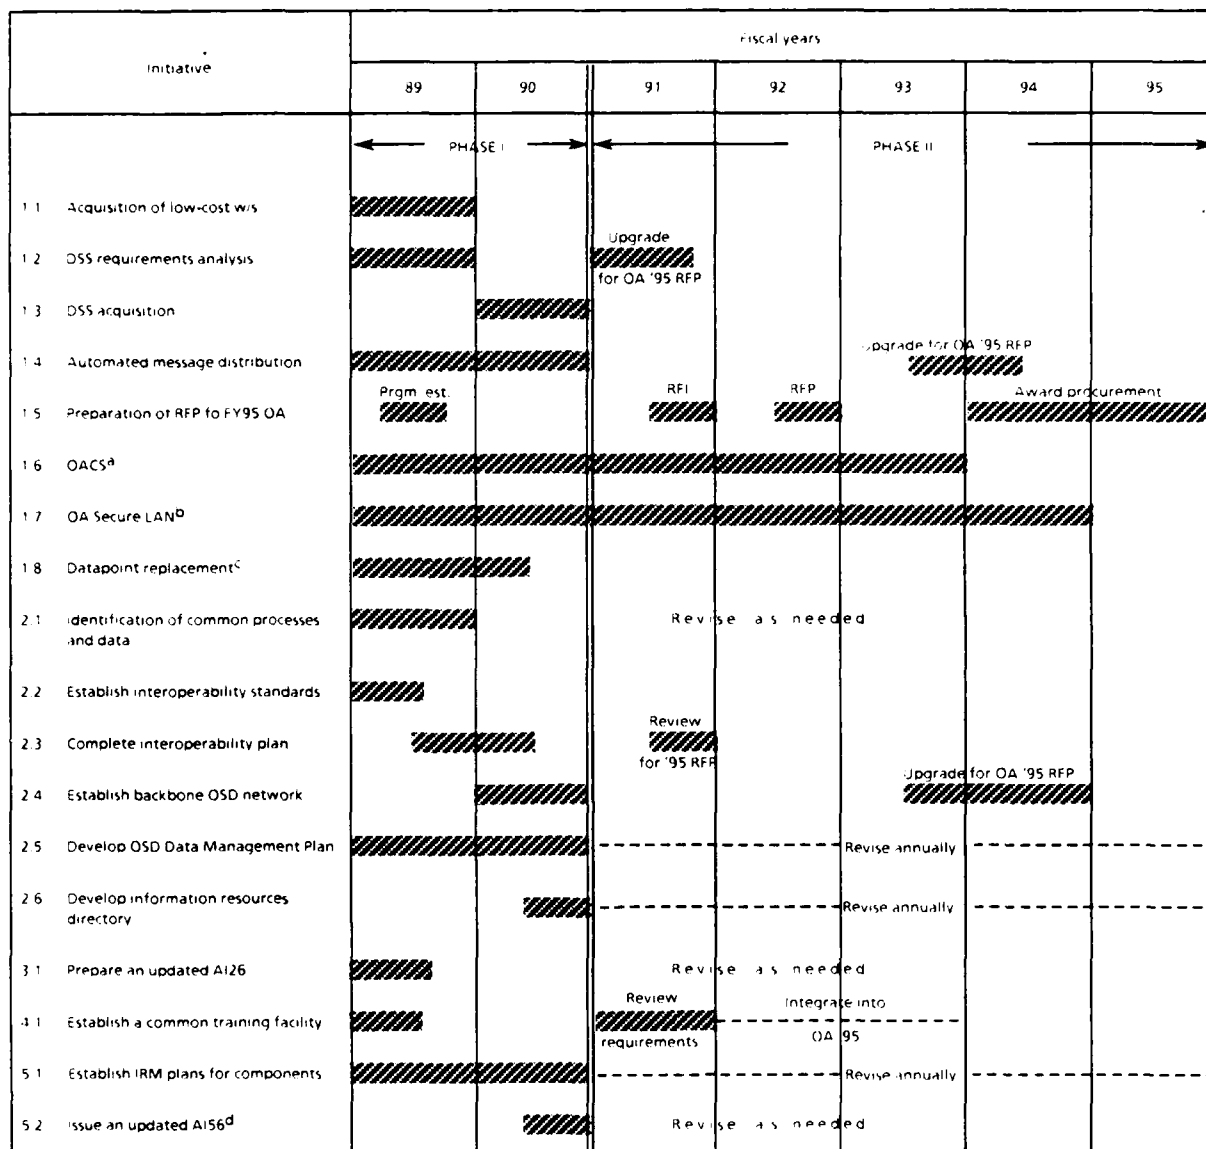 Fiscal years
Initiative
89 90 91 92 93 94 95
PHASE I PHASE II
1.1 Acquisition of low-cost w/s
Upgrade
1.2 DSS requirements analysis
for OA '95 RFP
1.3 DSS acquisition
Upgrade for OA '95 RFP
1.4 Automated message distribution
Prgm. est. RFI RFP Award procurement
1.5 Preparation of RFP fo FY95 OA
1.6 OACSa
1.7 OA Secure LANb
1.8 Datapoint replacementc
2.1 Identification of common processes Revise as needed
and data
2.2 Establish interoperability standards
Review
2.3 Complete interoperability plan
for '95 RFP
Upgrade for OA '95 RFP
2.4 Establish backbone OSD network
2.5 Develop OSD Data Management Plan Revise annually
2.6 Develop information resources
directory Revise annually
3.1 Prepare an updated AI26 Revise as needed
Review Integrate into
4.1 Establish a common training facility
requirements OA '95
5.1 Establish IRM plans for components Revise annually
5.2 Issue an updated AI56d Revise as needed